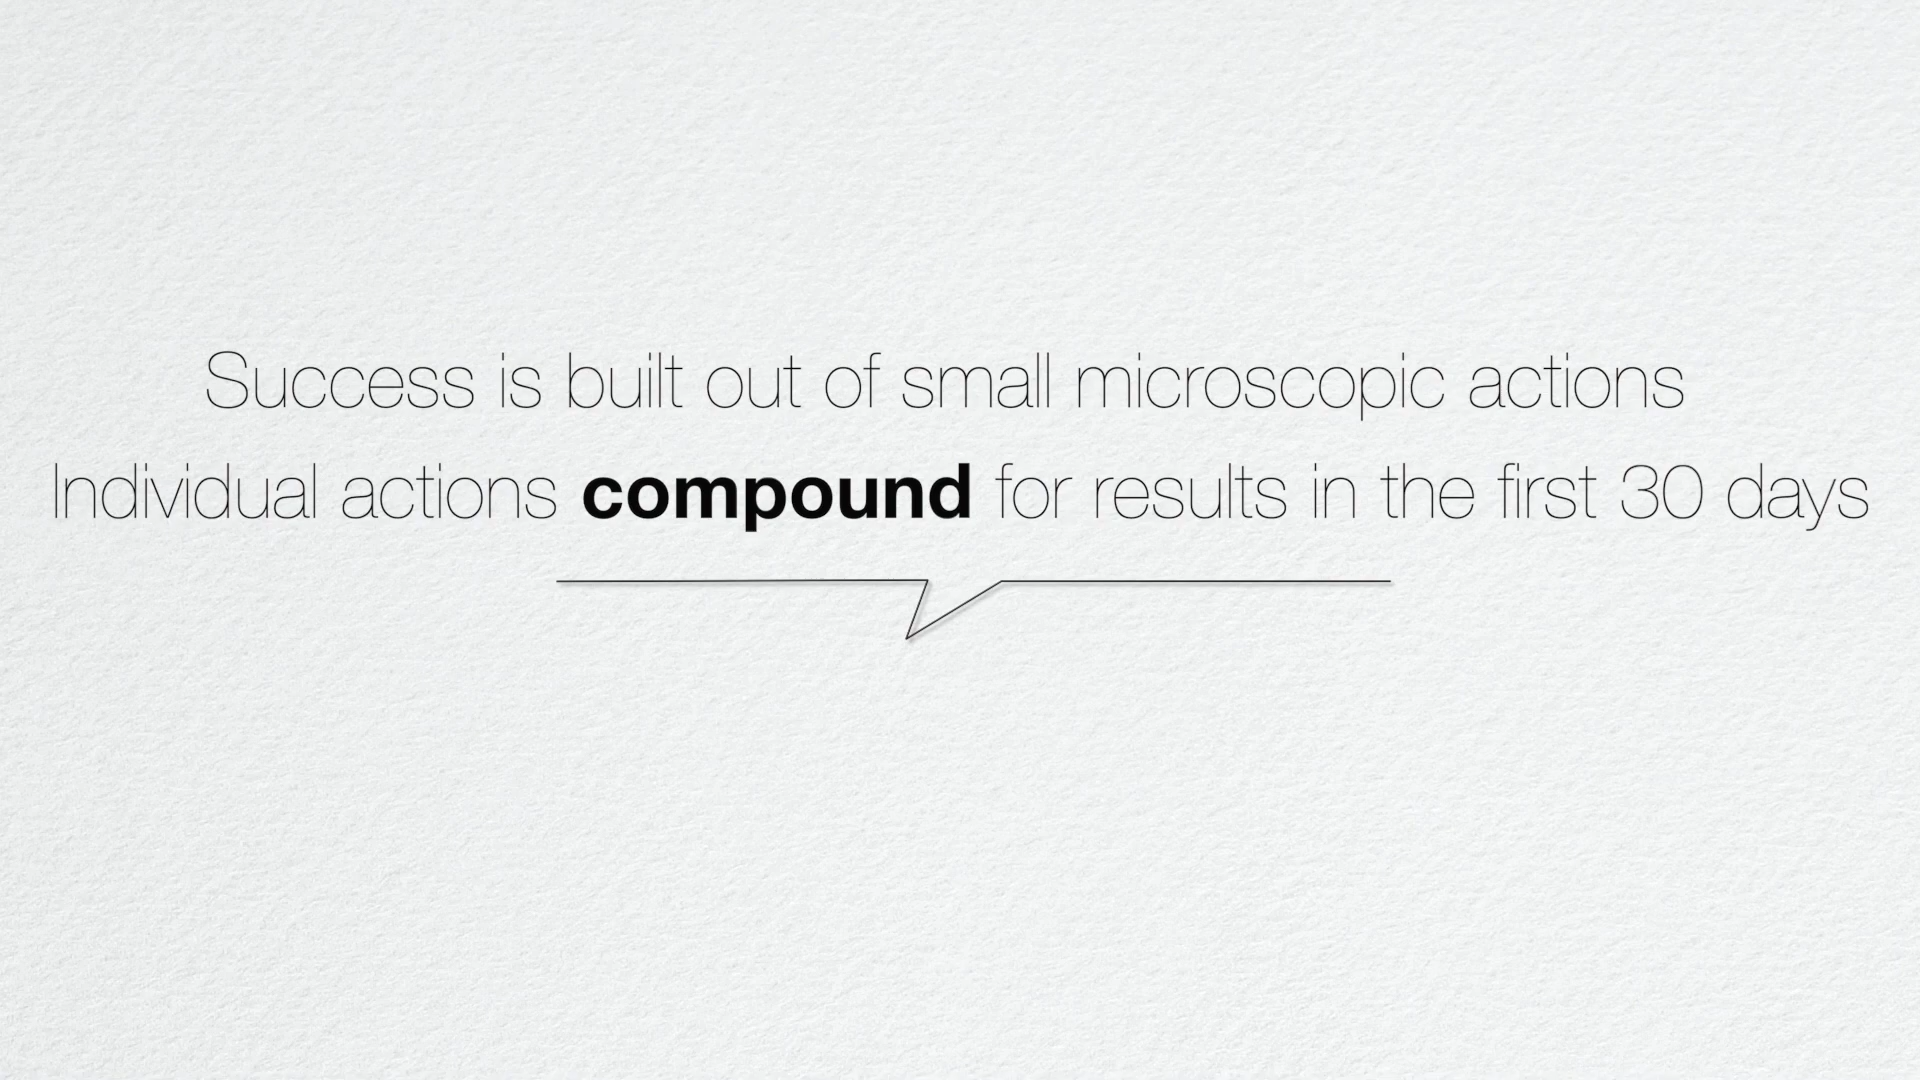 Success is built out of small microscopic actions
Individual actions compound for results in the first 30 days